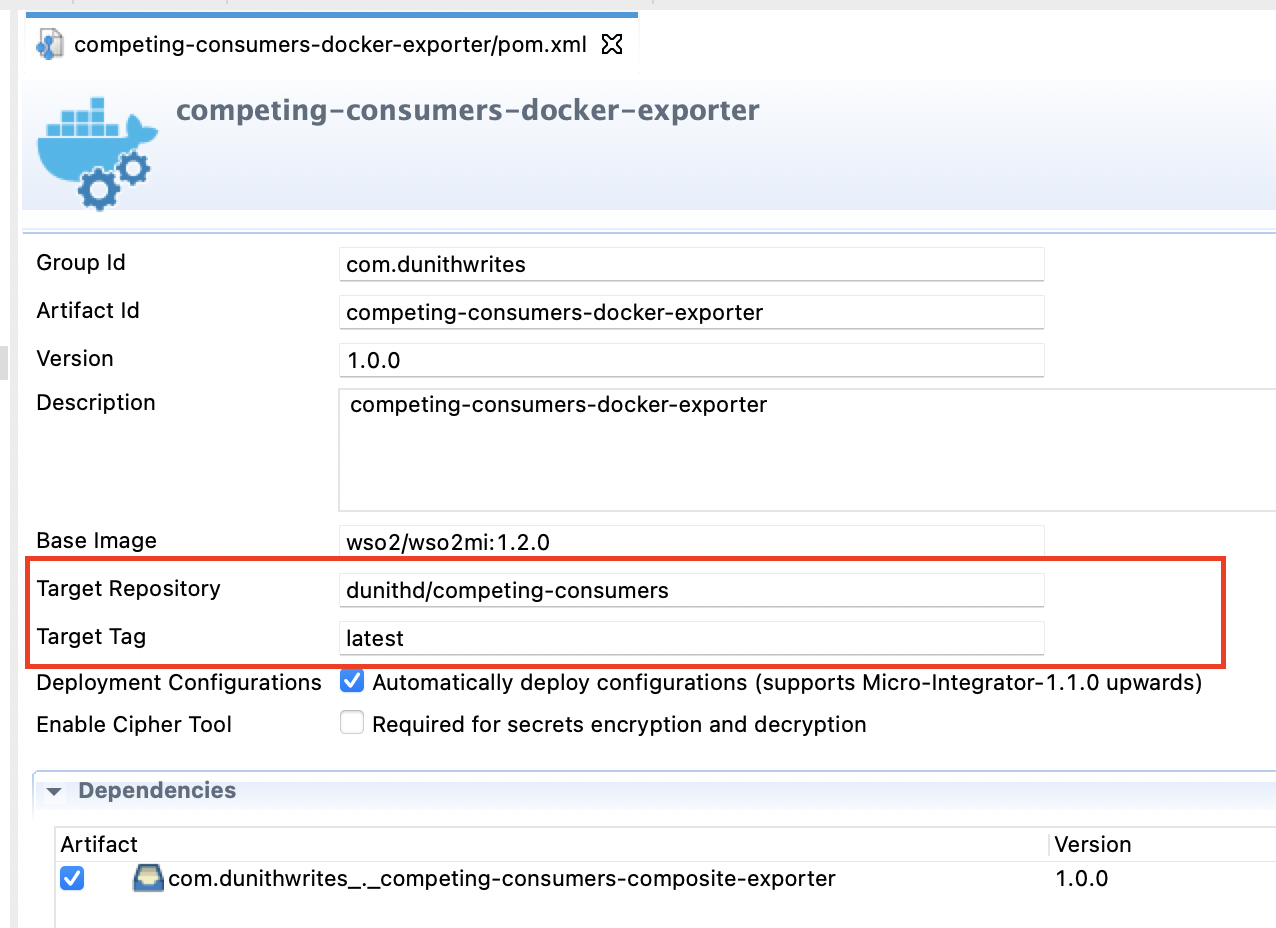 competing-consumers-docker-exporter/pom.xml
competing-consumers-docker-exporter
Group Id com.dunithwrites
Artifact Id competing-consumers-docker-exporter
Version 1.0.0
Description competing-consumers-docker-exporter
Base Image wso2/wso2mi:1.2.0
Target Repository dunithd/competing-consumers
Target Tag latest
Deployment Configurations Automatically deploy configurations (supports Micro-Integrator-1.1.0 upwards)
Enable Cipher Tool Required for secrets encryption and decryption
Dependencies
Artifact Version
com.dunithwrites_._competing-consumers-composite-exporter 1.0.0